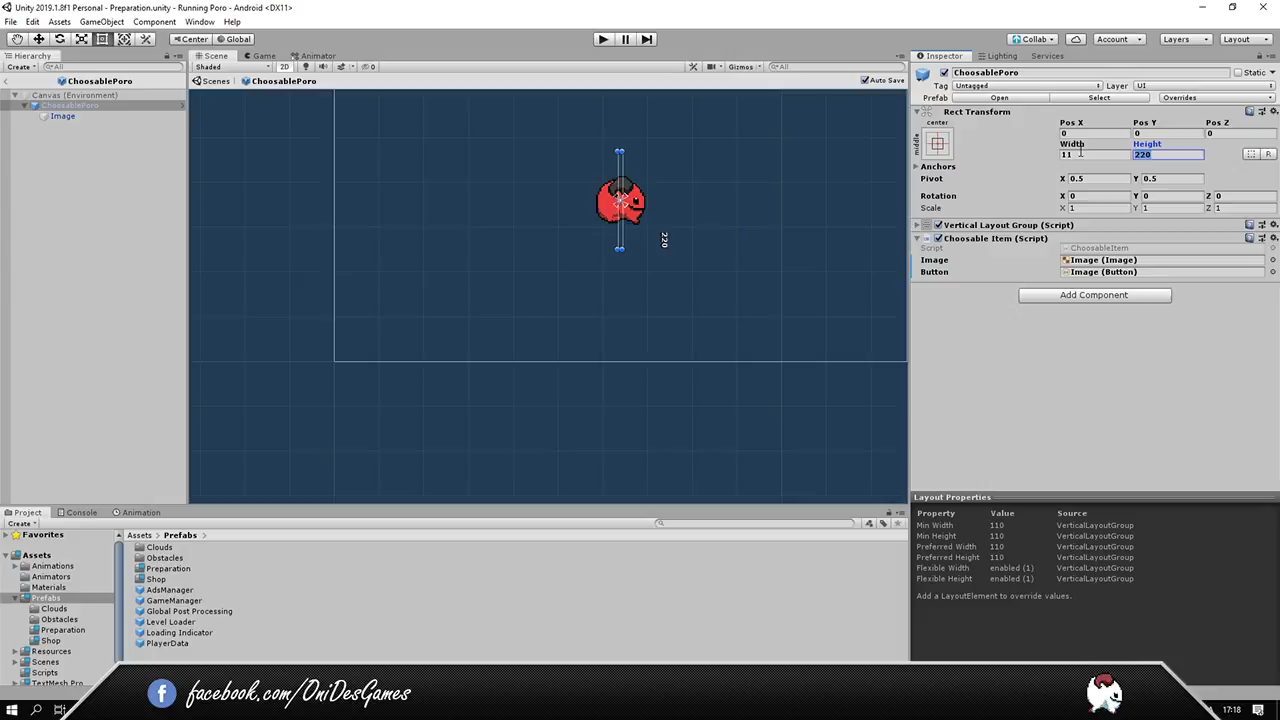 Unity 2019.1.8f1 Personal - Preparation.unity - Running Poro - Android <DX11>
File Edit Assets GameObject Component Window Help
Center Global Collab Account Layers Layout
Hierarchy Scene Game Animator Inspector Lighting Services
Create All Shaded 2D 0 Gizmos All ChoosablePoro Static
ChoosablePoro Scenes ChoosablePoro Auto Save Tag Untagged Layer UI
Canvas (Environment) Prefab Open Select Overrides
ChoosablePoro
Image
Rect Transform
center Pos X Pos Y Pos Z
middle 0 0 0
Width Height
11 220 R
Anchors
Pivot X 0.5 Y 0.5
Rotation X 0 Y 0 Z 0
Scale X 1 Y 1 Z 1
Vertical Layout Group (Script)
Choosable Item (Script)
Script ChoosableItem
Image Image (Image)
Button Image (Button)
Add Component
220
Layout Properties
Property Value Source
Min Width 110 VerticalLayoutGroup
Min Height 110 VerticalLayoutGroup
Preferred Width 110 VerticalLayoutGroup
Preferred Height 110 VerticalLayoutGroup
Flexible Width enabled (1) VerticalLayoutGroup
Flexible Height enabled (1) VerticalLayoutGroup
Add a LayoutElement to override values.
Project Console Animation
Create
Favorites
Assets
Animations
Animators
Materials
Prefabs
Clouds
Obstacles
Preparation
Shop
Resources
Scenes
Scripts
TextMesh Pro
Assets Prefabs
Clouds
Obstacles
Preparation
Shop
AdsManager
GameManager
Global Post Processing
Level Loader
Loading Indicator
PlayerData
facebook.com/OniDesGames
17:18